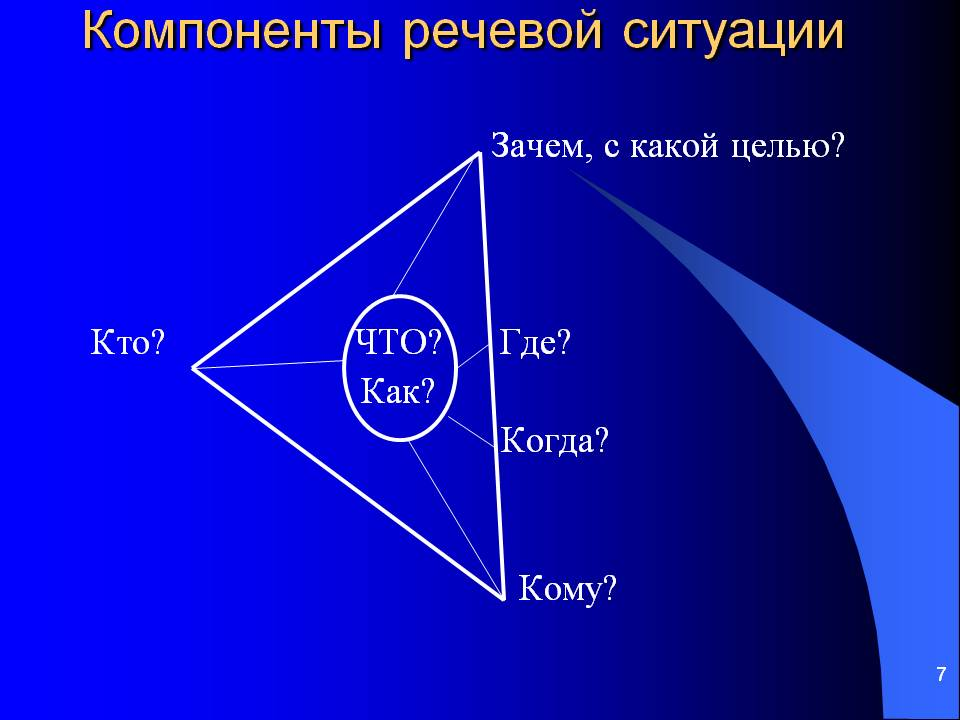 Компоненты речевой ситуации
Зачем, с какой целью?
Кто?
ЧТО?
Где?
Как?
Когда?
Кому?
7